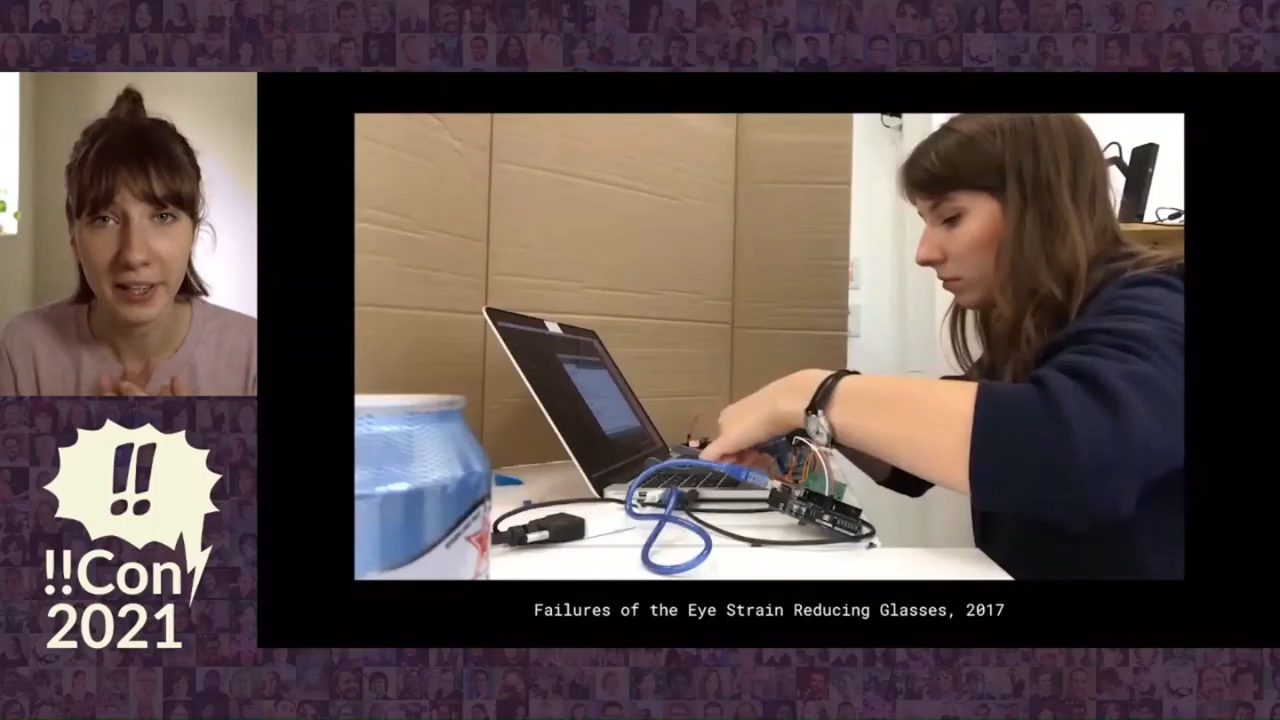 !!
!!Con
2021
Failures of the Eye Strain Reducing Glasses, 2017